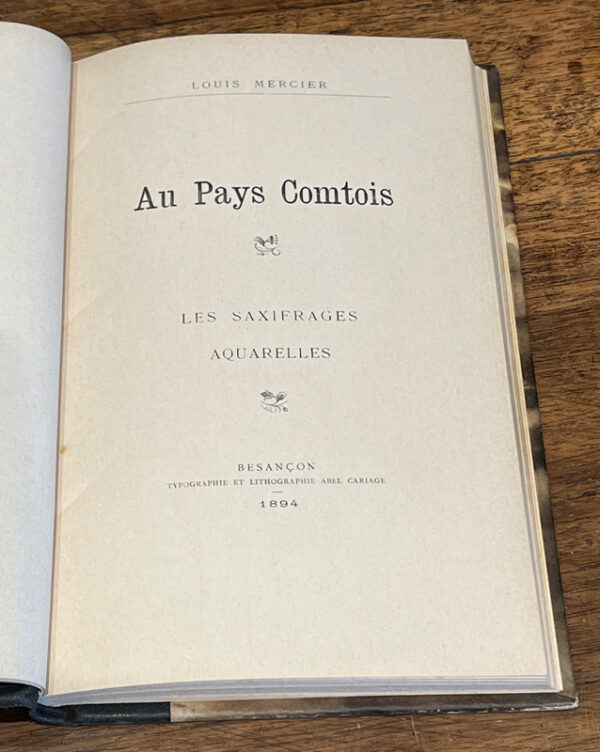 LOUIS MERCIER
Au Pays Comtois
LES SAXIFRAGES
AQUARELLES
BESANÇON
TYPOGRAPHIE ET LITHOGRAPHIE ABEL CARIAGE
1894